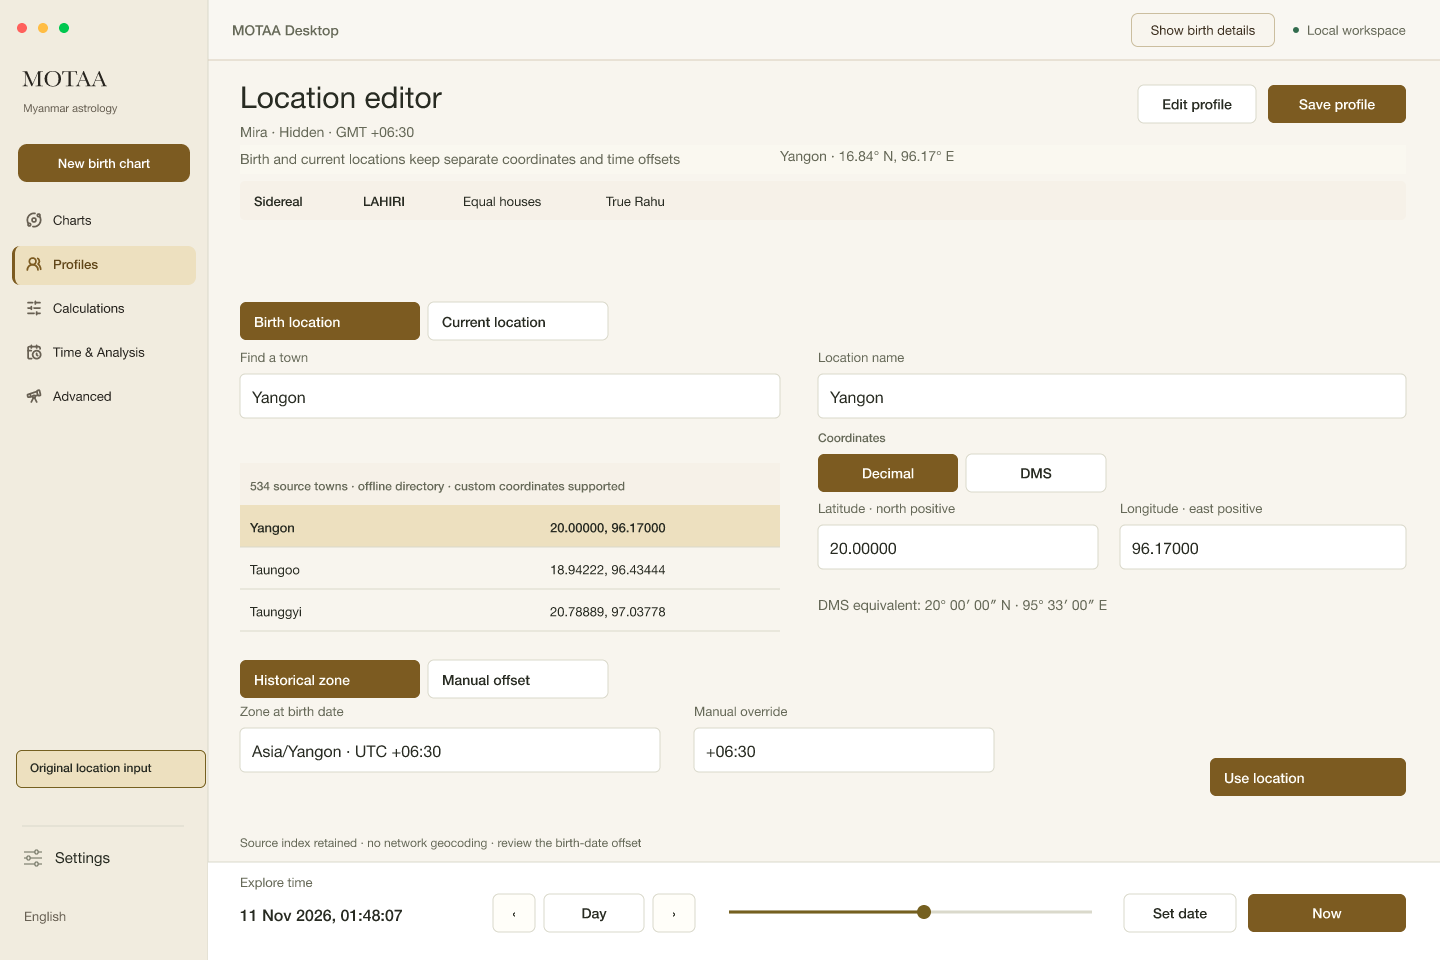 MOTAA
Myanmar astrology
New birth chart
Charts
Profiles
Calculations
Time & Analysis
Advanced
Original location input
Settings
English
MOTAA Desktop
Show birth details
Local workspace
Location editor
Edit profile
Save profile
Mira · Hidden · GMT +06:30
Birth and current locations keep separate coordinates and time offsets
Yangon · 16.84° N, 96.17° E
Sidereal LAHIRI Equal houses True Rahu
Birth location
Current location
Find a town
Yangon
534 source towns · offline directory · custom coordinates supported
Yangon 20.00000, 96.17000
Taungoo 18.94222, 96.43444
Taunggyi 20.78889, 97.03778
Location name
Yangon
Coordinates
Decimal
DMS
Latitude · north positive
Longitude · east positive
20.00000
96.17000
DMS equivalent: 20° 00′ 00″ N · 95° 33′ 00″ E
Historical zone
Manual offset
Zone at birth date
Manual override
Asia/Yangon · UTC +06:30
+06:30
Use location
Source index retained · no network geocoding · review the birth-date offset
Explore time
11 Nov 2026, 01:48:07
‹
Day
›
Set date
Now